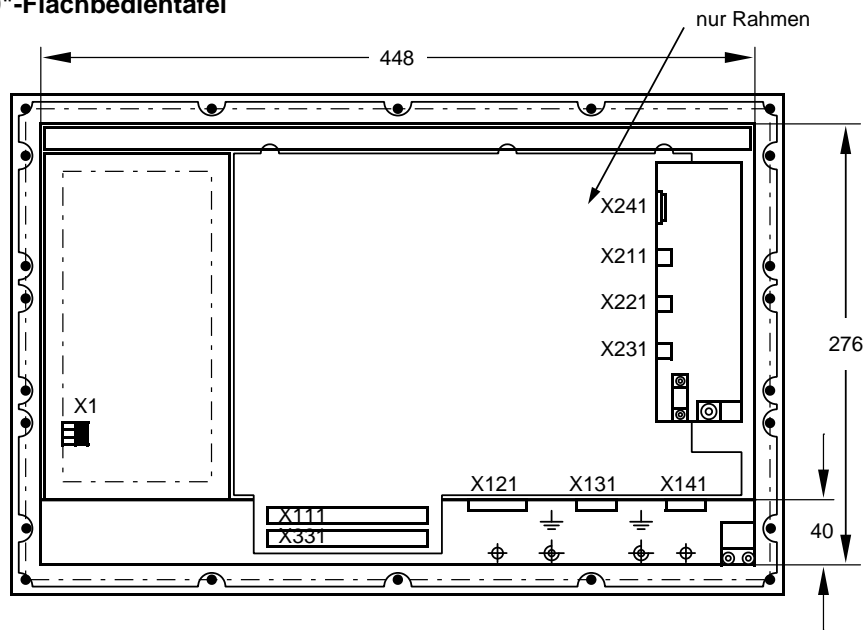 "-Flachbedientafel
nur Rahmen
448
X241
X211
X221
X231
276
X1
X121 X131 X141
X111
X331
40